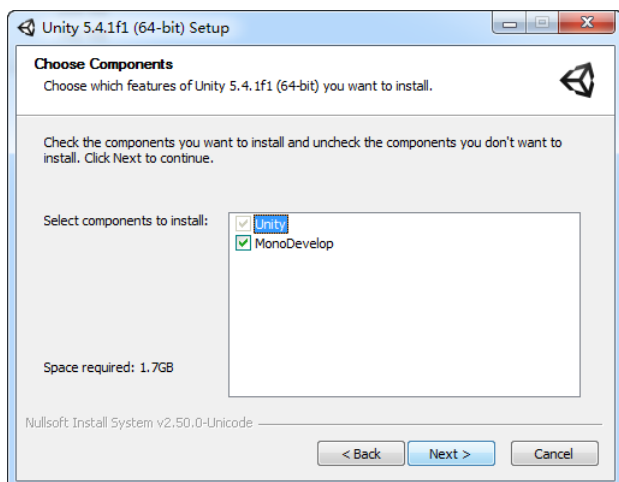 Unity 5.4.1f1 (64-bit) Setup
Choose Components
Choose which features of Unity 5.4.1f1 (64-bit) you want to install.
Check the components you want to install and uncheck the components you don't want to
install. Click Next to continue.
Select components to install:
Unity
MonoDevelop
Space required: 1.7GB
Nullsoft Install System v2.50.0-Unicode
< Back Next > Cancel